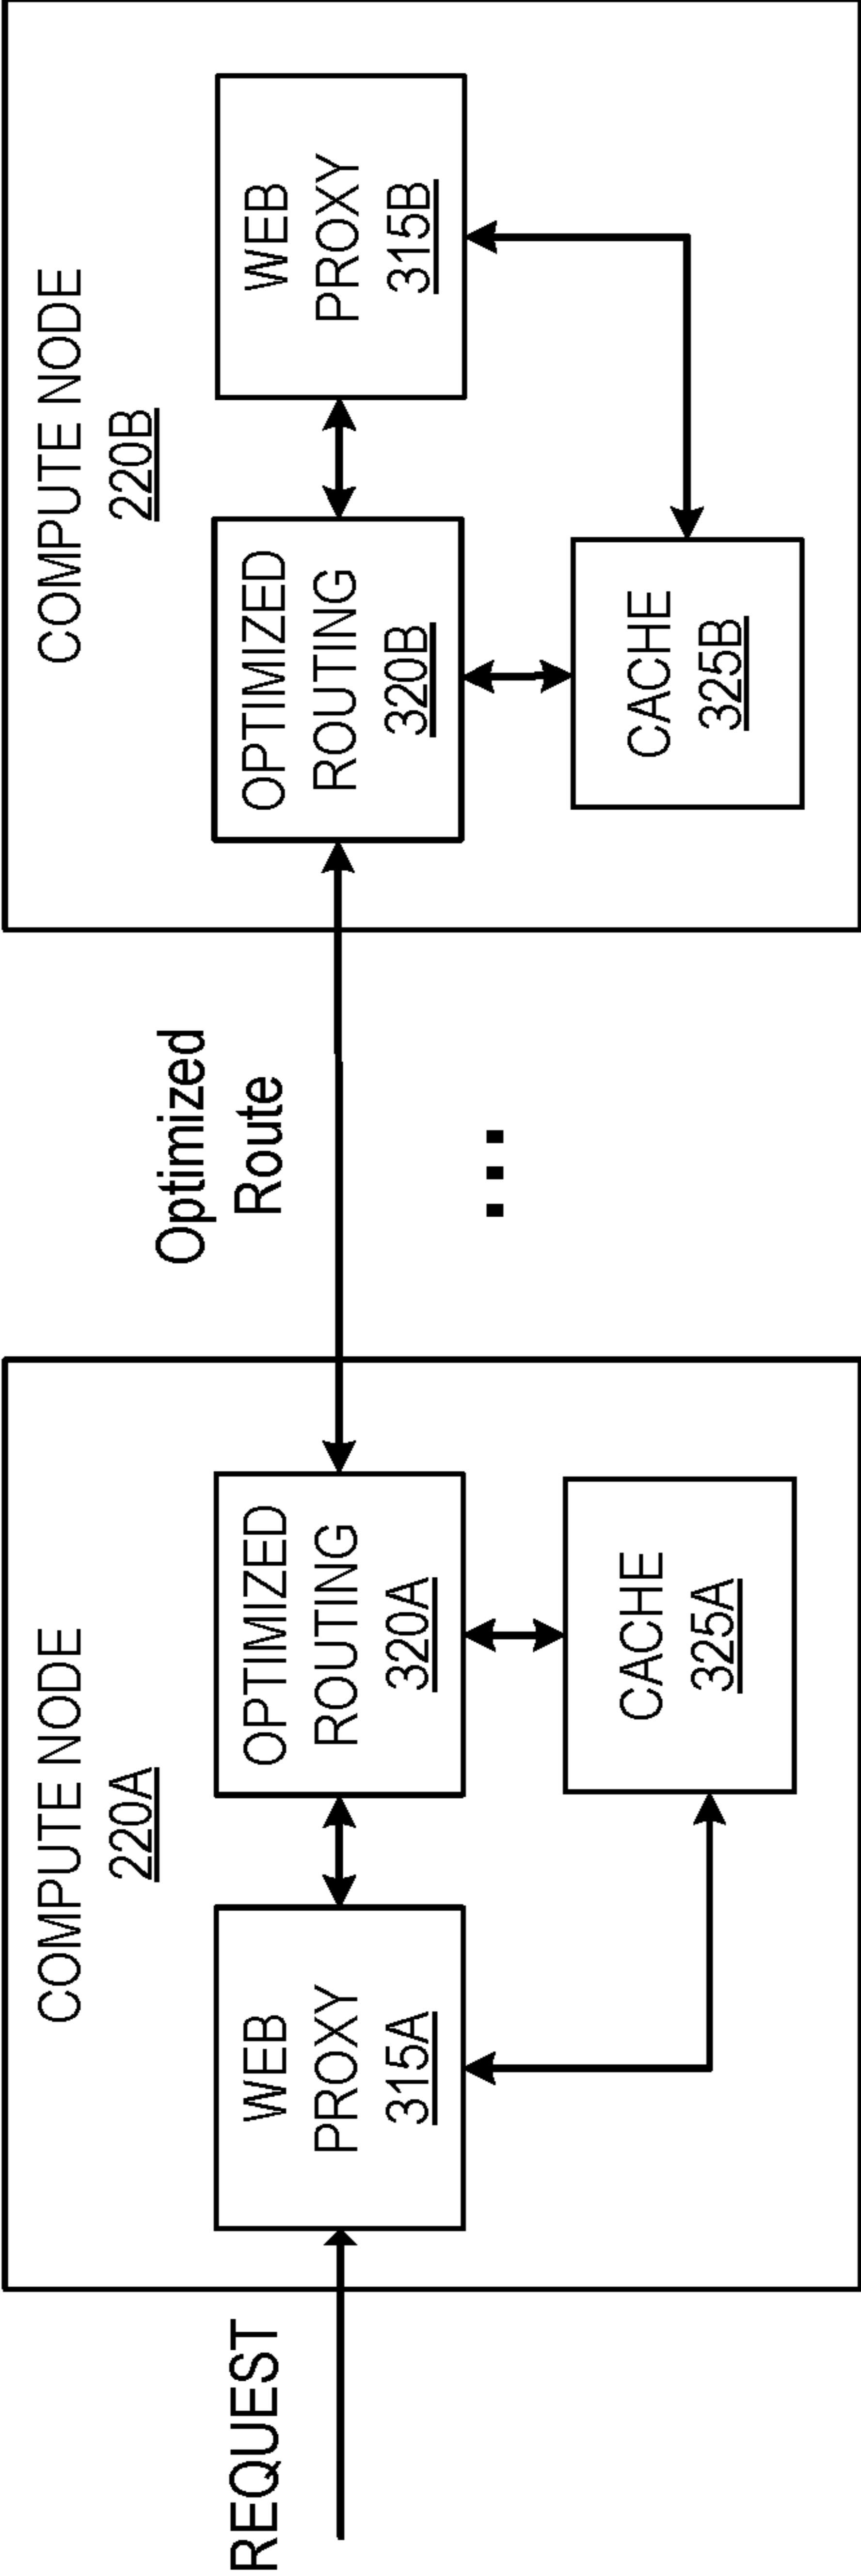 REQUEST
COMPUTE NODE
220A
WEB
PROXY
315A
OPTIMIZED
ROUTING
320A
CACHE
325A
Optimized
Route
COMPUTE NODE
220B
OPTIMIZED
ROUTING
320B
WEB
PROXY
315B
CACHE
325B